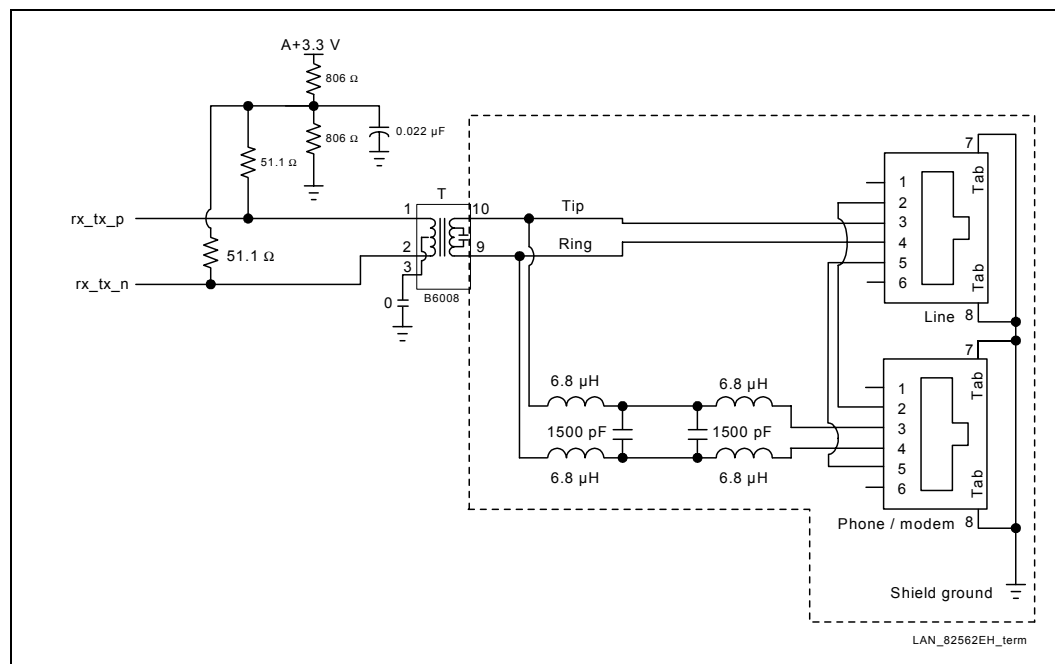 A+3.3 V
806 Ω
806 Ω
0.022 µF
51.1 Ω
rx_tx_p
51.1 Ω
rx_tx_n
T
1
2
3
10
9
0
B6008
Tip
Ring
7
Tab
1
2
3
4
5
6
Tab
Line
8
7
Tab
1
2
3
4
5
6
Tab
Phone / modem
8
6.8 µH
6.8 µH
1500 pF
1500 pF
6.8 µH
6.8 µH
Shield ground
LAN_82562EH_term